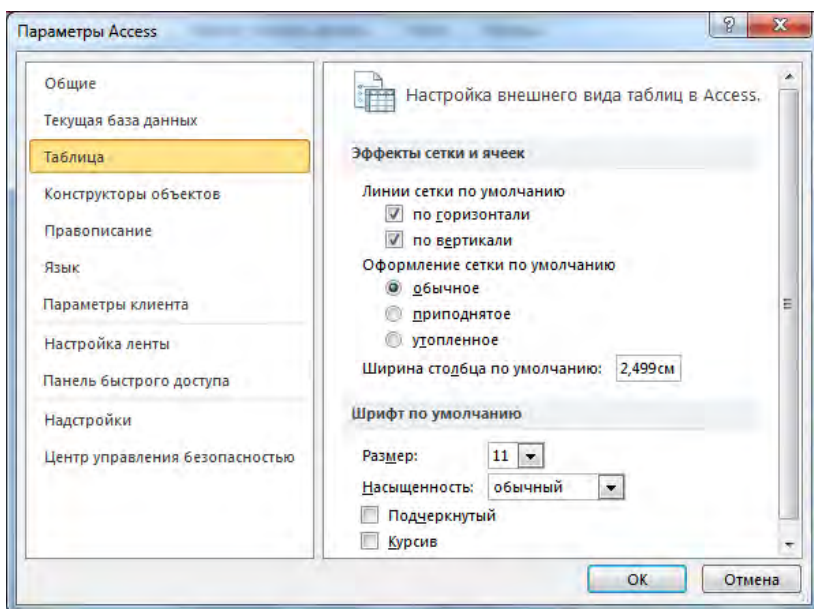 Параметры Access
Общие
Текущая база данных
Таблица
Конструкторы объектов
Правописание
Язык
Параметры клиента
Настройка ленты
Панель быстрого доступа
Надстройки
Центр управления безопасностью
Настройка внешнего вида таблиц в Access.
Эффекты сетки и ячеек
Линии сетки по умолчанию
по горизонтали
по вертикали
Оформление сетки по умолчанию
обычное
приподнятое
утопленное
Ширина столбца по умолчанию: 2,499см
Шрифт по умолчанию
Размер: 11
Насыщенность: обычный
Подчеркнутый
Курсив
ОК Отмена